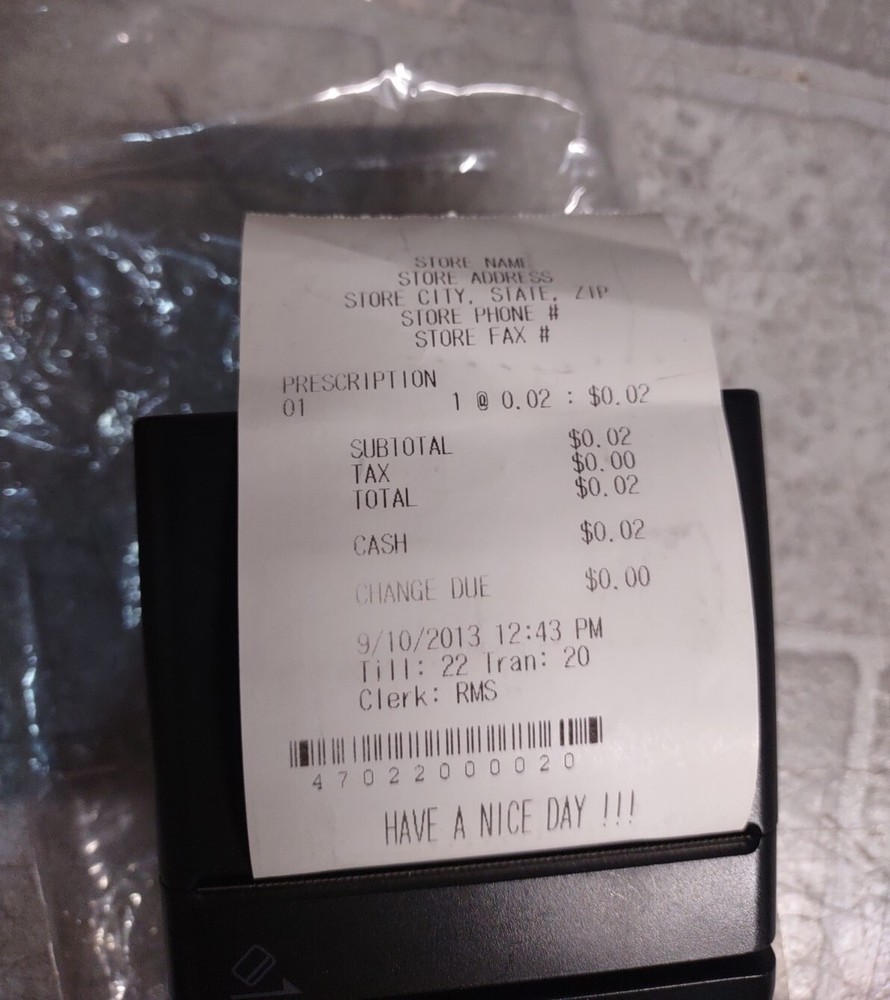 STORE NAME
STORE ADDRESS
STORE CITY, STATE, ZIP
STORE PHONE #
STORE FAX #
PRESCRIPTION
01 1 @ 0.02 : $0.02
SUBTOTAL $0.02
TAX $0.00
TOTAL $0.02
CASH $0.02
CHANGE DUE $0.00
9/10/2013 12:43 PM
Till: 22 Tran: 20
Clerk: RMS
47022000020
HAVE A NICE DAY !!!